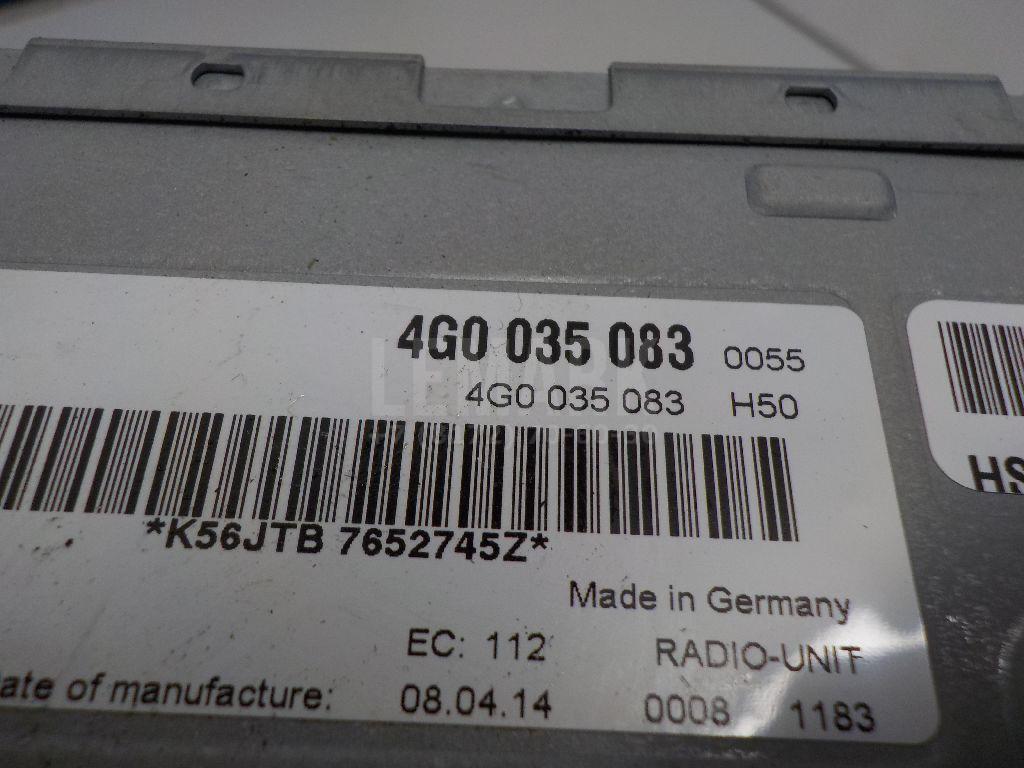 4G0 035 083 0055
4G0 035 083 H50
LEMARI
HS
*K56JTB 7652745Z*
Made in Germany
EC: 112 RADIO-UNIT
ate of manufacture: 08.04.14 0008 1183